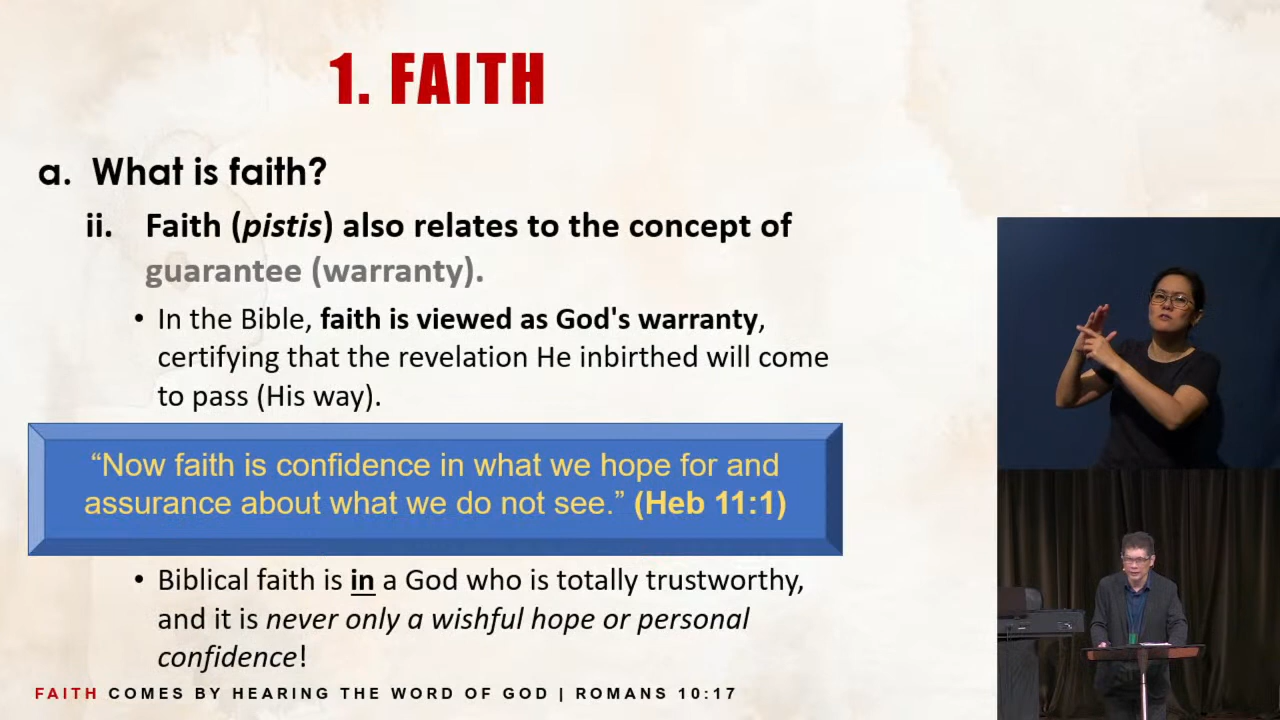 1. FAITH
a. What is faith?
ii. Faith (pistis) also relates to the concept of
guarantee (warranty).
• In the Bible, faith is viewed as God's warranty,
certifying that the revelation He inbirthed will come
to pass (His way).
“Now faith is confidence in what we hope for and
assurance about what we do not see.” (Heb 11:1)
• Biblical faith is in a God who is totally trustworthy,
and it is never only a wishful hope or personal
confidence!
FAITH COMES BY HEARING THE WORD OF GOD | ROMANS 10:17